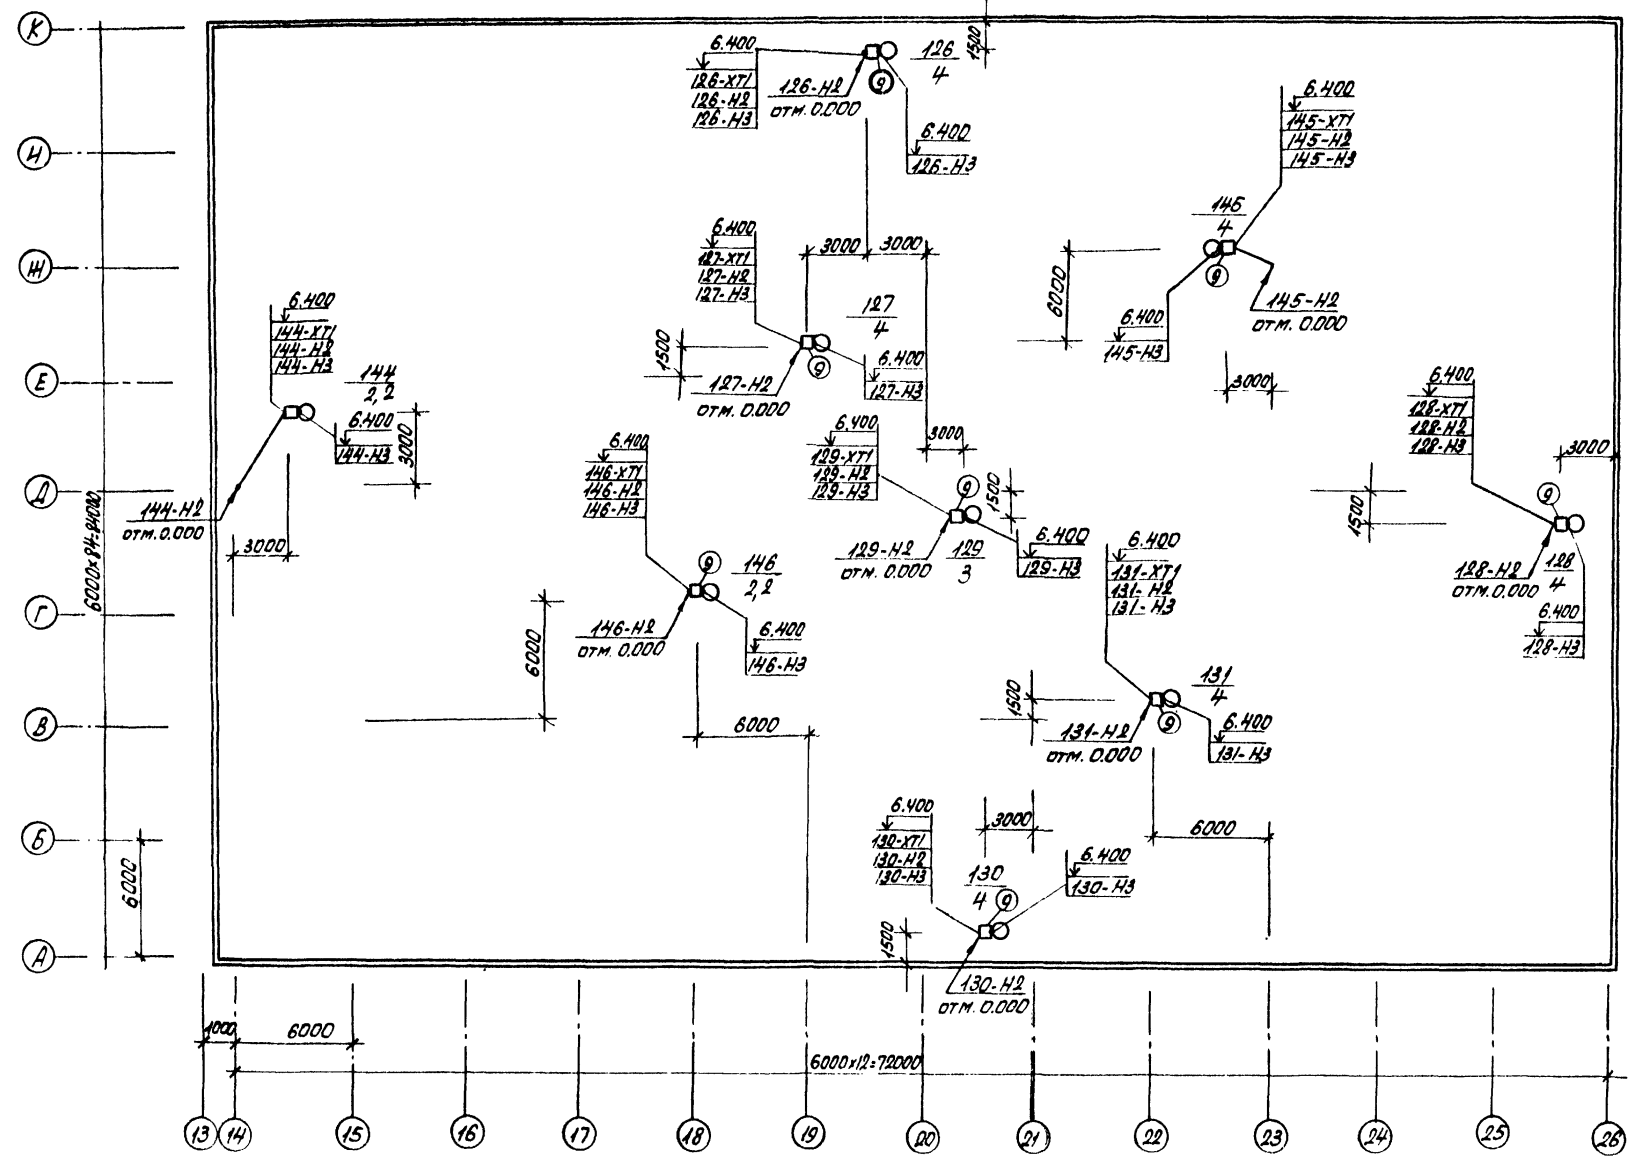 К
И
Ж
Е
Д
Г
В
Б
А
6000x84=84000
6000
1500
6.400
126-ХТ1
126-Н2
126-Н3
126-Н2
отм. 0.000
9
126
4
6.400
126-Н3
6.400
145-ХТ1
145-Н2
145-Н3
145
4
9
145-Н2
отм. 0.000
6.400
145-Н3
6000
3000
6.400
127-ХТ1
127-Н2
127-Н3
3000
3000
127
4
9
1500
127-Н2
отм. 0.000
6.400
127-Н3
6.400
144-ХТ1
144-Н2
144-Н3
144
2,2
6.400
144-Н3
3000
144-Н2
отм. 0.000
3000
6.400
128-ХТ1
128-Н2
128-Н3
3000
9
1500
128-Н2
отм. 0.000
128
4
6.400
128-Н3
6.400
129-ХТ1
129-Н2
129-Н3
3000
9
1500
129-Н2
отм. 0.000
129
3
6.400
129-Н3
6.400
146-ХТ1
146-Н2
146-Н3
9
146
2,2
146-Н2
отм. 0.000
6.400
146-Н3
6000
6000
6.400
131-ХТ1
131-Н2
131-Н3
131
4
9
1500
131-Н2
отм. 0.000
6.400
131-Н3
6000
6.400
130-ХТ1
130-Н2
130-Н3
3000
130
4
9
6.400
130-Н3
1500
130-Н2
отм. 0.000
1000
6000
6000x12=72000
13
14
15
16
17
18
19
20
21
22
23
24
25
26